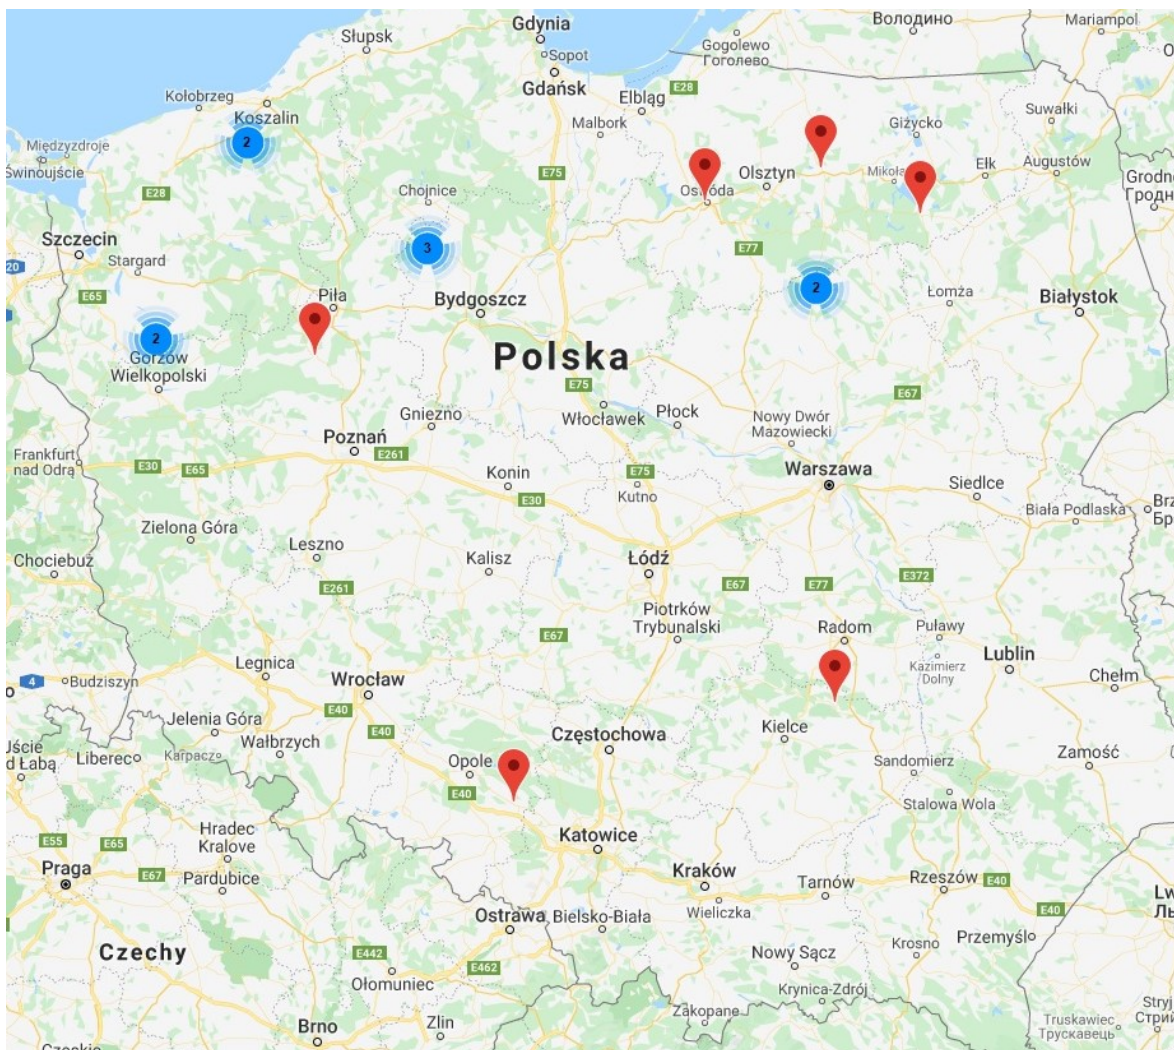 Gdynia
Володино
Mariampol
Słupsk
Sopot
Gogolewo
Гоголево
Gdańsk
E28
Elbląg
Kołobrzeg
Koszalin
Malbork
Suwałki
Giżycko
2
Międzyzdroje
Świnoujście
E75
Olsztyn
Ełk
Augustów
E28
Chojnice
Szczecin
3
E77
Stargard
20
E65
Piła
Bydgoszcz
2
Łomża
Białystok
2
Gorzów
Wielkopolski
Polska
E75
E67
Włocławek
Płock
Nowy Dwór
Mazowiecki
Gniezno
Poznań
E261
Frankfurt
nad Odrą
E30
E65
Konin
E75
Kutno
Warszawa
Siedlce
E30
Biała Podlaska
Zielona Góra
Leszno
Kalisz
Łódź
Chociebuż
E261
E67
E77
E372
Piotrków
Trybunalski
Radom
Puławy
E67
Kazimierz
Dolny
Lublin
Legnica
Wrocław
Chełm
4
Budziszyn
E40
Jelenia Góra
E40
Wałbrzych
Częstochowa
Kielce
Liberec
Karpacz
Opole
Sandomierz
Zamość
E40
Stalowa Wola
Hradec
Kralove
E55
E65
Katowice
Praga
E67
Pardubice
Kraków
Tarnów
Rzeszów
E40
Wieliczka
E40
Ostrawa
Bielsko-Biała
Przemyśl
Krosno
Czechy
E442
E462
Nowy Sącz
Ołomuniec
Krynica-Zdrój
Zakopane
Brno
Zlin
Truskawiec
Трускавець